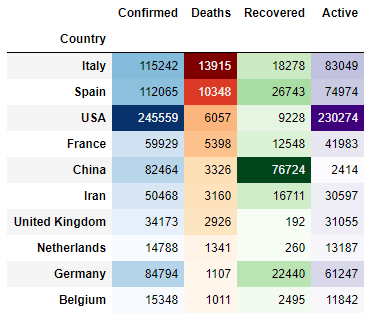 Confirmed Deaths Recovered Active
Country
Italy 115242 13915 18278 83049
Spain 112065 10348 26743 74974
USA 245559 6057 9228 230274
France 59929 5398 12548 41983
China 82464 3326 76724 2414
Iran 50468 3160 16711 30597
United Kingdom 34173 2926 192 31055
Netherlands 14788 1341 260 13187
Germany 84794 1107 22440 61247
Belgium 15348 1011 2495 11842